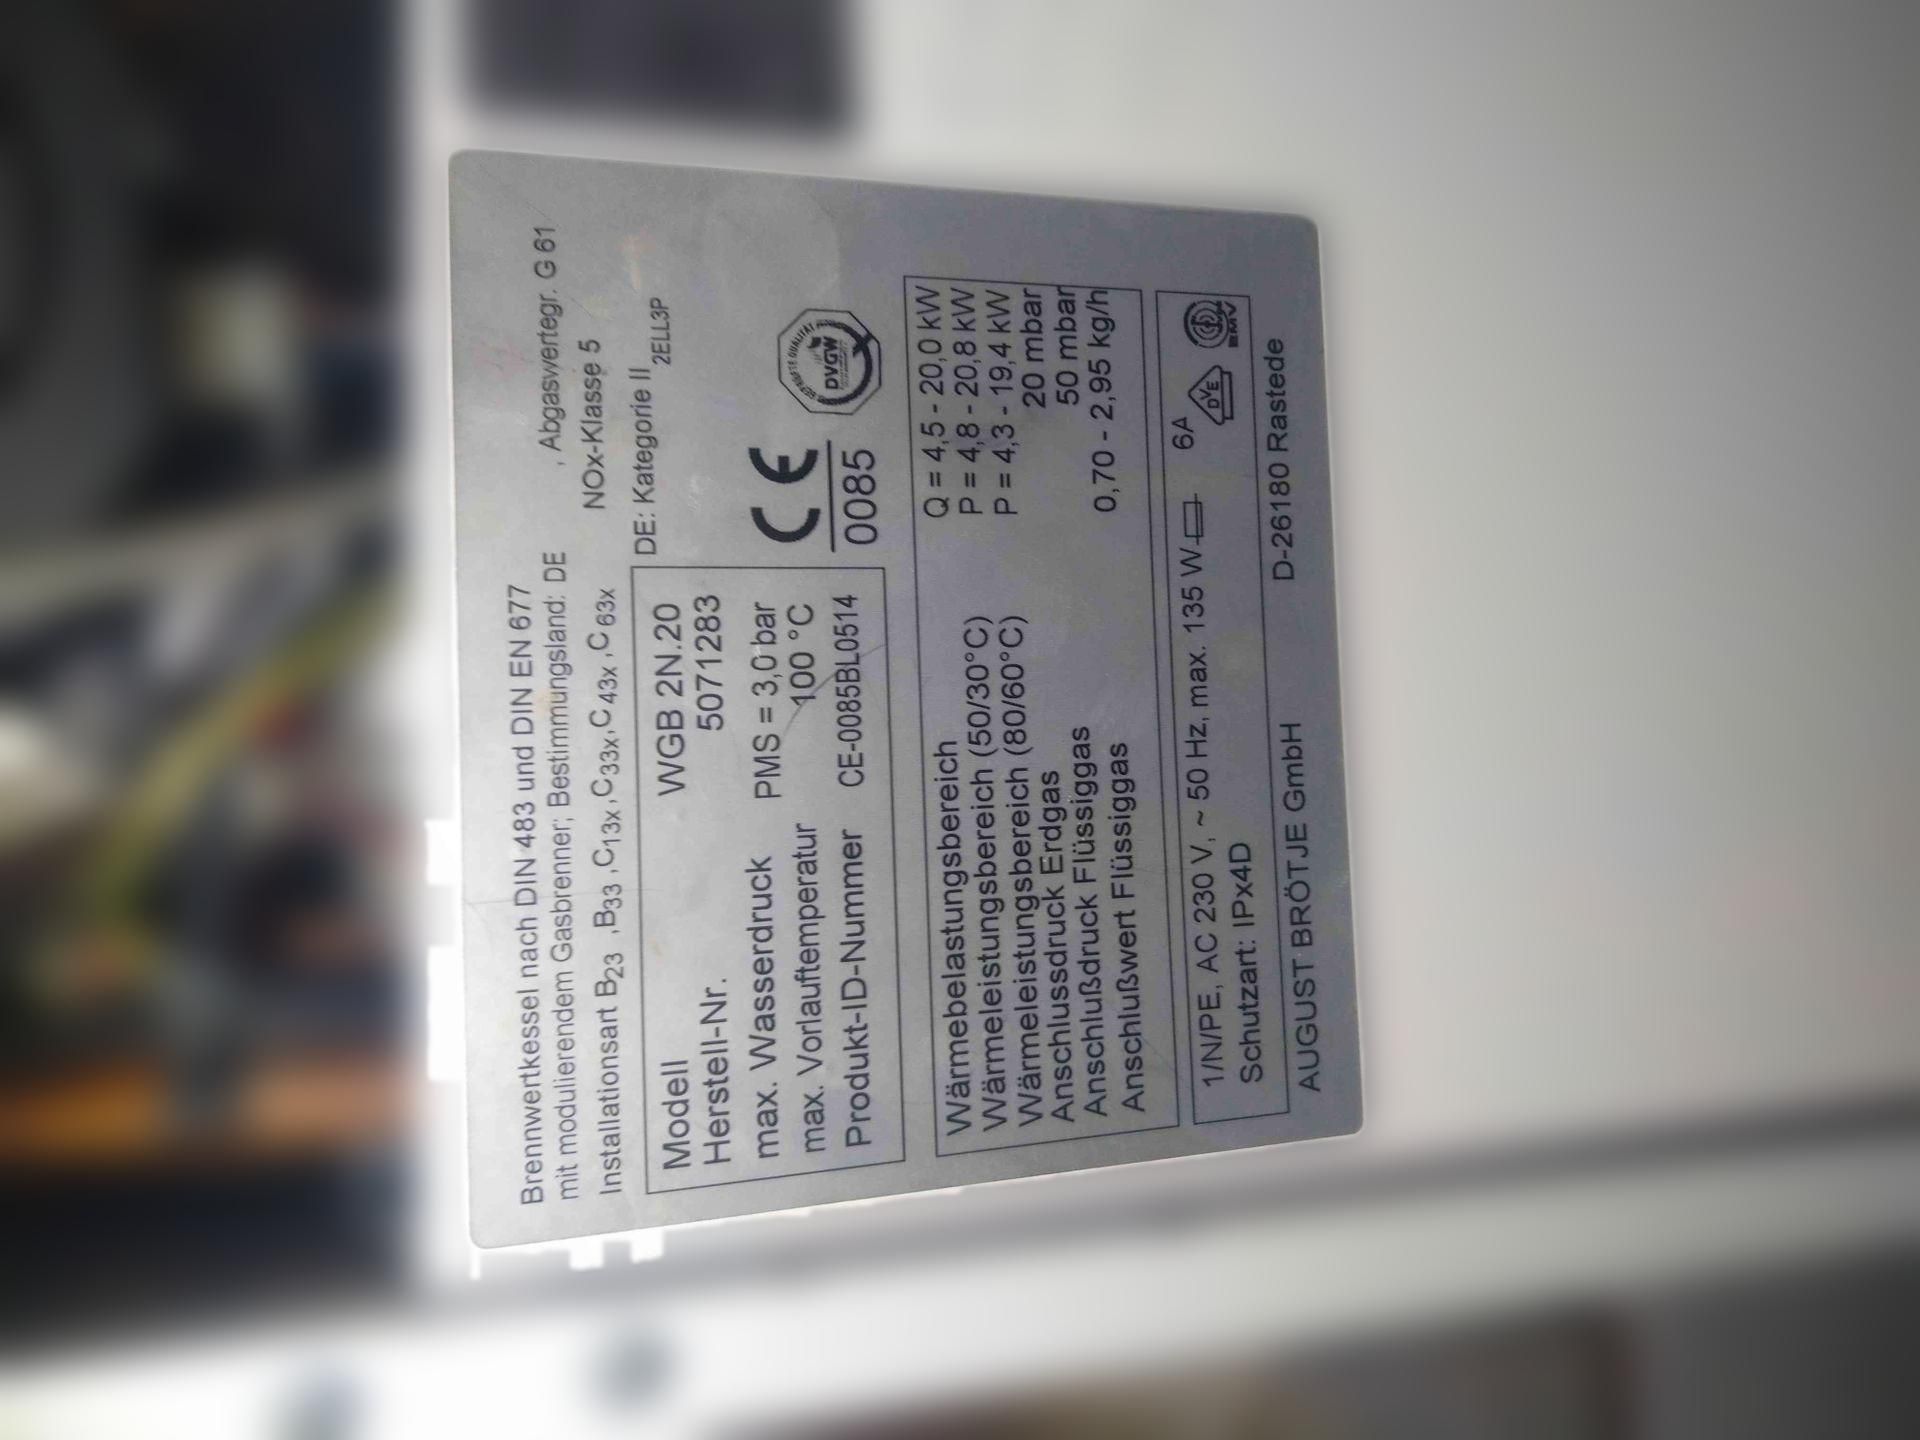 Brennwertkessel nach DIN 483 und DIN EN 677
mit modulierendem Gasbrenner; Bestimmungsland: DE , Abgaswertegr. G 61
Installationsart B23 ,B33 ,C13x ,C33x,C43x ,C63x NOx-Klasse 5
DE: Kategorie II 2ELL3P
Modell WGB 2N.20
Herstell-Nr. 5071283
max. Wasserdruck PMS = 3,0 bar
max. Vorlauftemperatur 100 °C
Produkt-ID-Nummer CE-0085BL0514
CE
0085
DVGW
QUALITÄT
Wärmebelastungsbereich Q = 4,5 - 20,0 kW
Wärmeleistungsbereich (50/30°C) P = 4,8 - 20,8 kW
Wärmeleistungsbereich (80/60°C) P = 4,3 - 19,4 kW
Anschlussdruck Erdgas 20 mbar
Anschlußdruck Flüssiggas 50 mbar
Anschlußwert Flüssiggas 0,70 - 2,95 kg/h
1/N/PE, AC 230 V, ~ 50 Hz, max. 135 W 6A
Schutzart: IPx4D
DVE
EMV
AUGUST BRÖTJE GmbH D-26180 Rastede